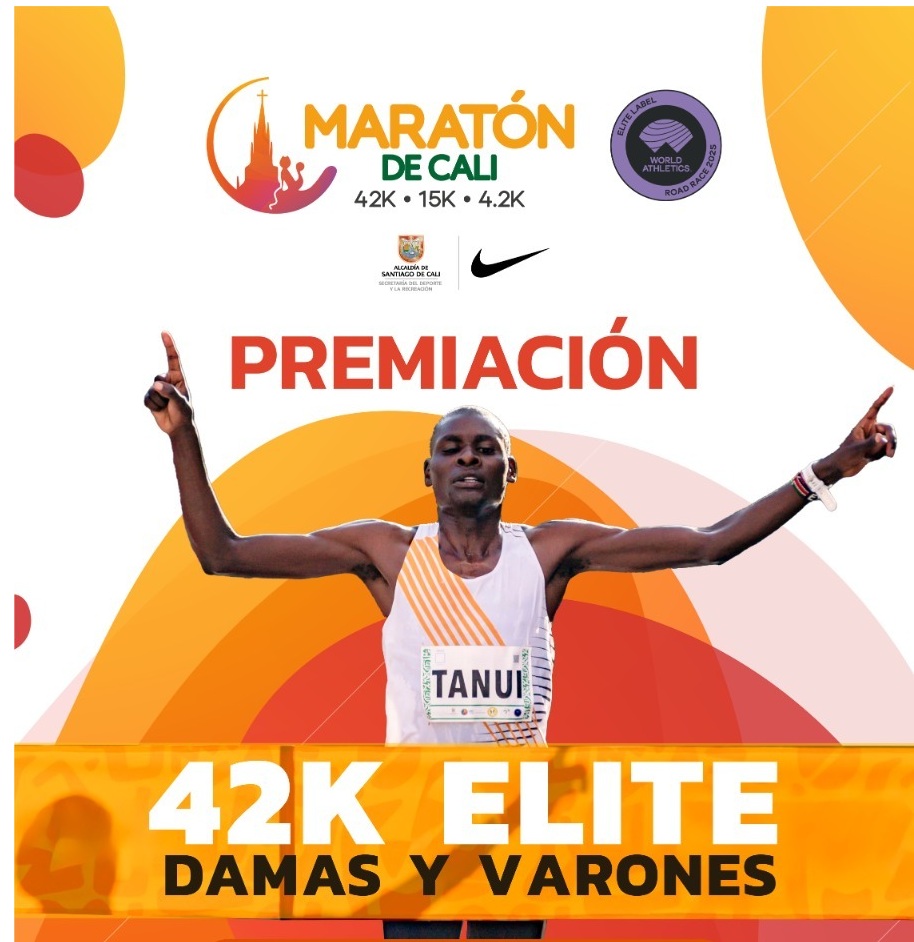 MARATÓN
DE CALI
42K • 15K • 4.2K
ELITE LABEL
WORLD
ATHLETICS
ROAD RACE 2025
ALCALDÍA DE
SANTIAGO DE CALI
SECRETARÍA DEL DEPORTE
Y LA RECREACIÓN
PREMIACIÓN
TANUI
42K ELITE
DAMAS Y VARONES